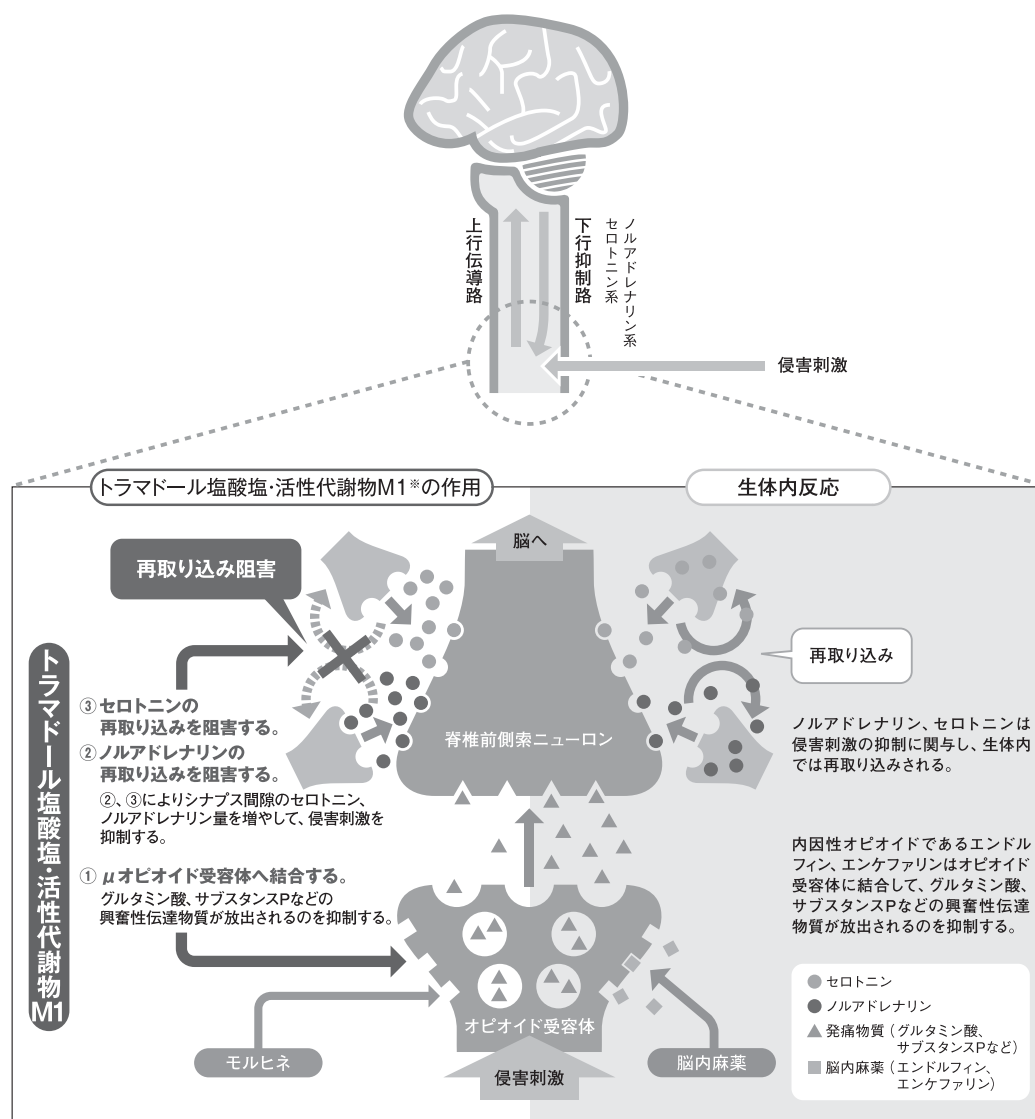 上行伝導路
下行抑制路
ノルアドレナリン系
セロトニン系
侵害刺激
トラマドール塩酸塩・活性代謝物M1※の作用
生体内反応
脳へ
再取り込み阻害
再取り込み
トラマドール塩酸塩・活性代謝物M1
③ セロトニンの
再取り込みを阻害する。
② ノルアドレナリンの
再取り込みを阻害する。
②、③によりシナプス間隙のセロトニン、
ノルアドレナリン量を増やして、侵害刺激を
抑制する。
脊椎前側索ニューロン
ノルアドレナリン、セロトニンは
侵害刺激の抑制に関与し、生体内
では再取り込みされる。
① μオピオイド受容体へ結合する。
グルタミン酸、サブスタンスPなどの
興奮性伝達物質が放出されるのを抑制する。
内因性オピオイドであるエンドル
フィン、エンケファリンはオピオイド
受容体に結合して、グルタミン酸、
サブスタンスPなどの興奮性伝達
物質が放出されるのを抑制する。
オピオイド受容体
モルヒネ
脳内麻薬
侵害刺激
セロトニン
ノルアドレナリン
発痛物質(グルタミン酸、
サブスタンスPなど)
脳内麻薬(エンドルフィン、
エンケファリン)